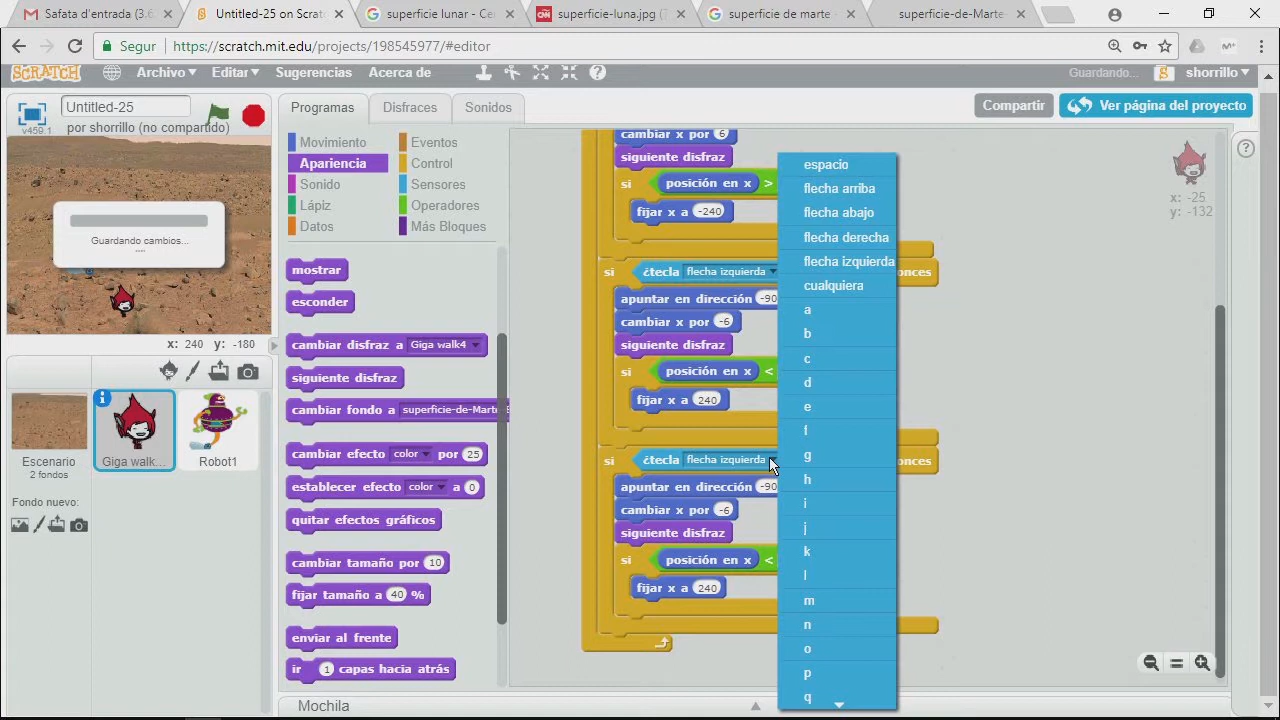 Safata d'entrada (3.6
Untitled-25 on Scratc
superficie lunar - Cer
superficie-luna.jpg (7
superficie de marte -
superficie-de-Marte
Segur https://scratch.mit.edu/projects/198545977/#editor
SCRATCH Archivo Editar Sugerencias Acerca de Guardando... shorrillo
Untitled-25
por shorrillo (no compartido)
v459.1
Programas Disfraces Sonidos
Compartir Ver página del proyecto
Movimiento Eventos
Apariencia Control
Sonido Sensores
Lápiz Operadores
Datos Más Bloques
Guardando cambios...
x: 240 y: -180
x: -25
y: -132
Escenario
2 fondos
Giga walk...
Robot1
Fondo nuevo:
mostrar
esconder
cambiar disfraz a Giga walk4
siguiente disfraz
cambiar fondo a superficie-de-Marte
cambiar efecto color por 25
establecer efecto color a 0
quitar efectos gráficos
cambiar tamaño por 10
fijar tamaño a 40 %
enviar al frente
ir 1 capas hacia atrás
cambiar x por 6
siguiente disfraz
si posición en x >
fijar x a -240
si ¿tecla flecha izquierda onces
apuntar en dirección -90
cambiar x por -6
siguiente disfraz
si posición en x <
fijar x a 240
si ¿tecla flecha izquierda onces
apuntar en dirección -90
cambiar x por -6
siguiente disfraz
si posición en x <
fijar x a 240
espacio
flecha arriba
flecha abajo
flecha derecha
flecha izquierda
cualquiera
a
b
c
d
e
f
g
h
i
j
k
l
m
n
o
p
q
Mochila